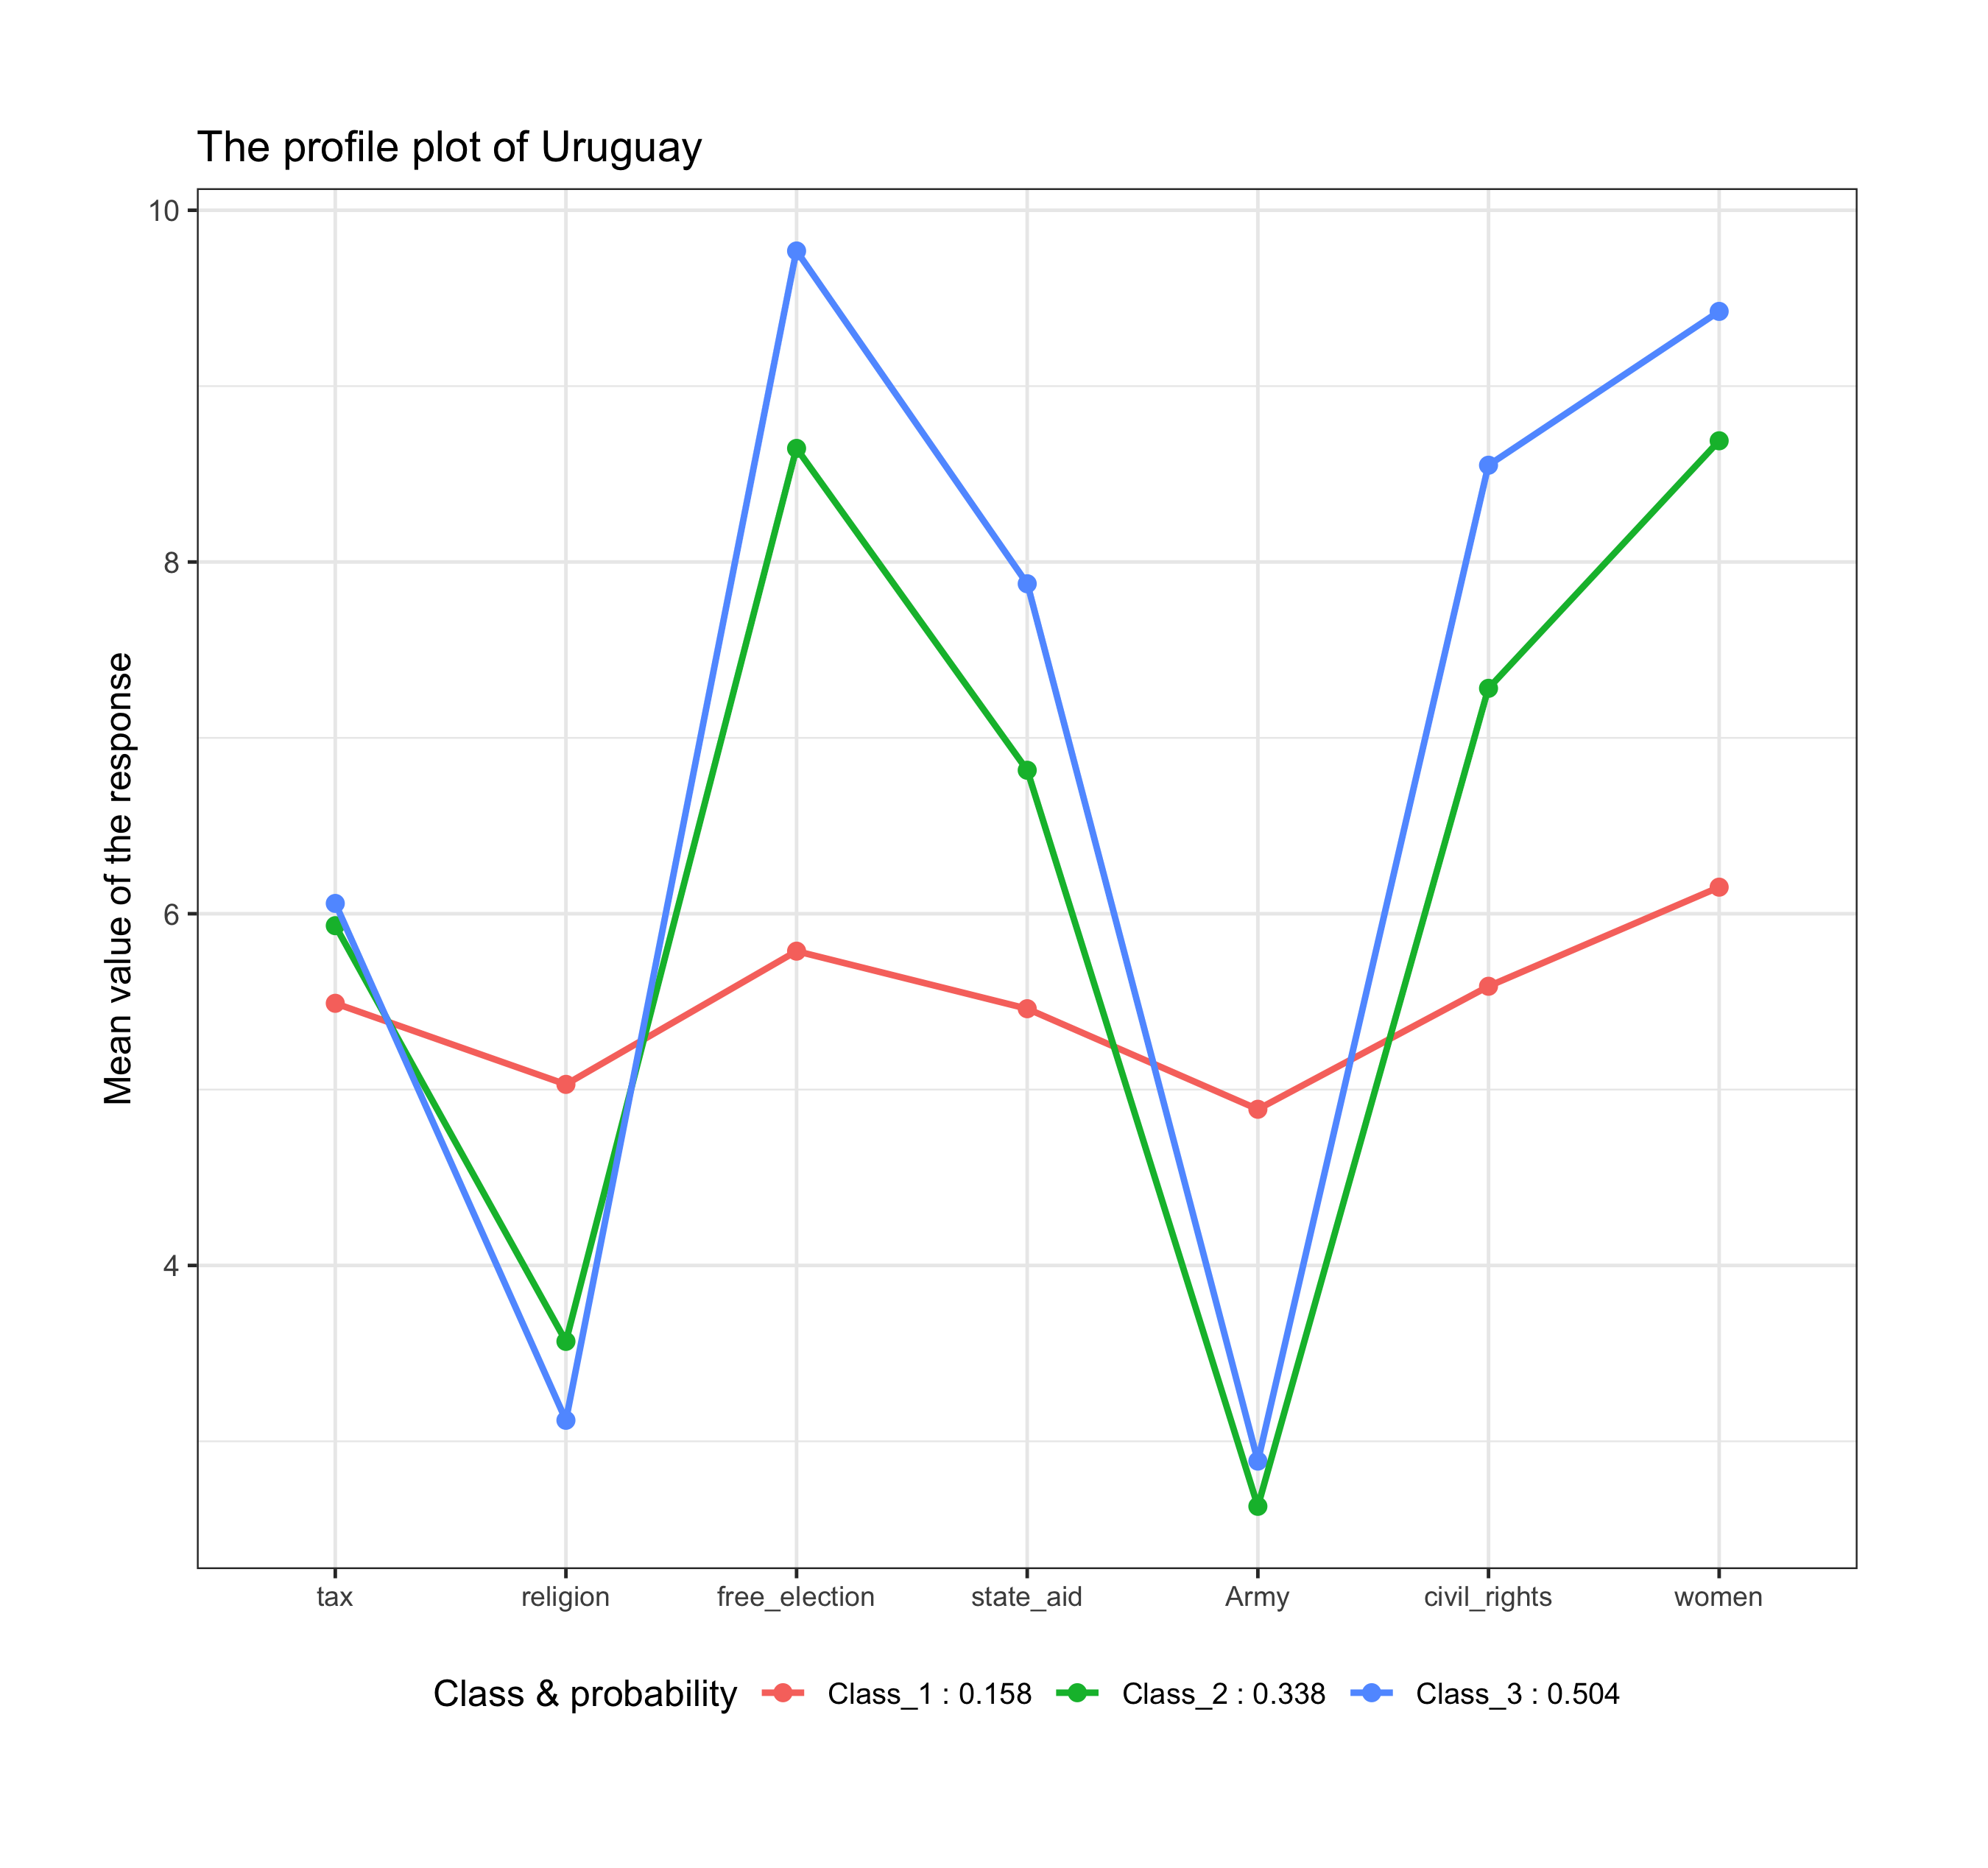 The profile plot of Uruguay
10
8
6
4
Mean value of the response
tax religion free_election state_aid Army civil_rights women
Class & probability Class_1 : 0.158 Class_2 : 0.338 Class_3 : 0.504